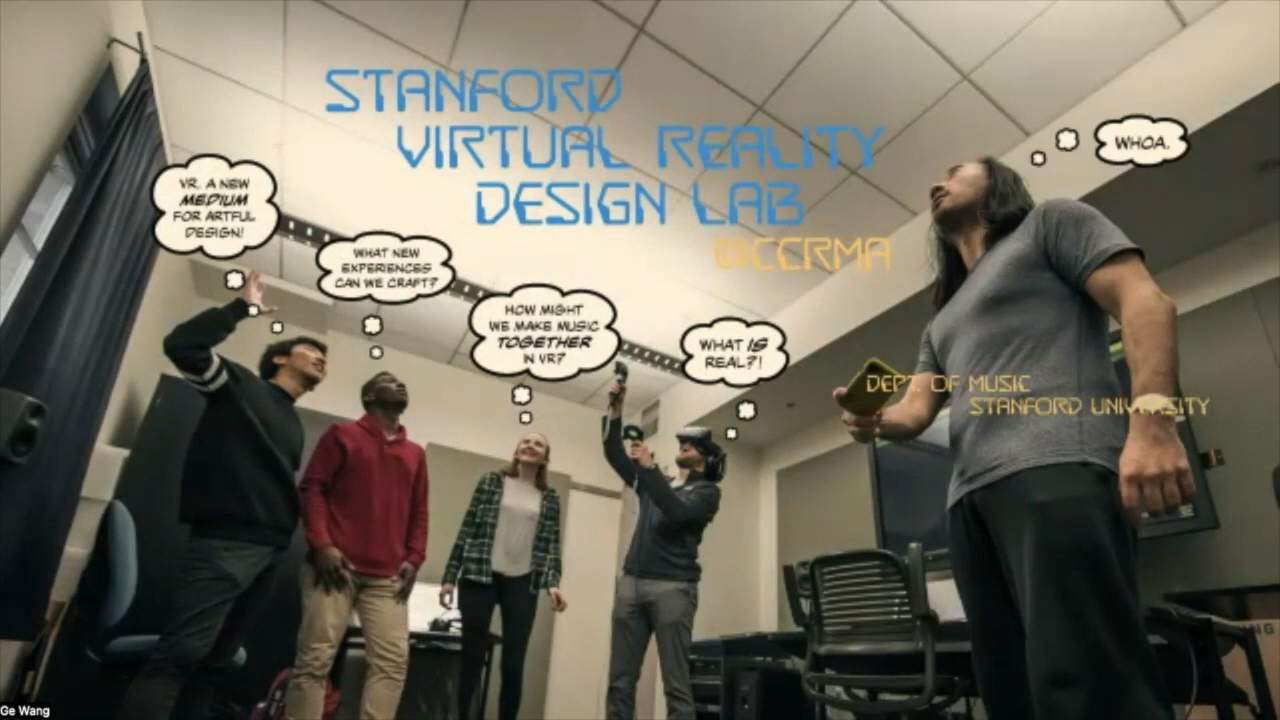 STANFORD
VIRTUAL REALITY
DESIGN LAB
@CCRMA
WHOA.
VR. A NEW
MEDIUM
FOR ARTFUL
DESIGN!
WHAT NEW
EXPERIENCES
CAN WE CRAFT?
HOW MIGHT
WE MAKE MUSIC
TOGETHER
IN VR?
WHAT IS
REAL?!
DEPT. OF MUSIC
STANFORD UNIVERSITY
Ge Wang